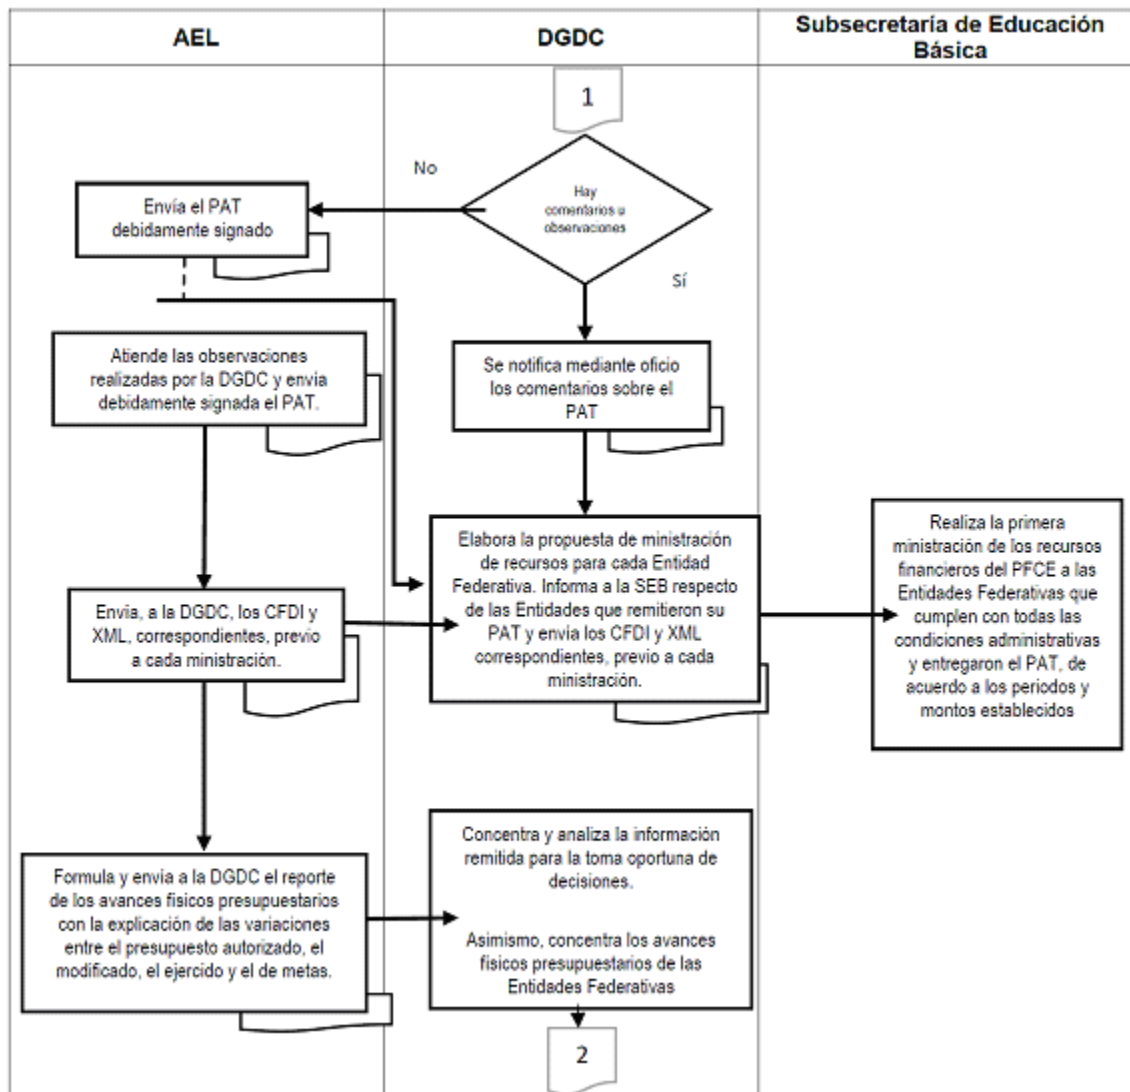 AEL
DGDC
Subsecretaría de Educación
Básica
1
No
Hay
comentarios u
observaciones
Sí
Envía el PAT
debidamente signado
Atiende las observaciones
realizadas por la DGDC y envia
debidamente signada el PAT.
Se notifica mediante oficio
los comentarios sobre el
PAT
Envia, a la DGDC, los CFDI y
XML, correspondientes, previo
a cada ministración.
Elabora la propuesta de ministración
de recursos para cada Entidad
Federativa. Informa a la SEB respecto
de las Entidades que remitieron su
PAT y envia los CFDI y XML
correspondientes, previo a cada
ministración.
Realiza la primera
ministración de los recursos
financieros del PFCE a las
Entidades Federativas que
cumplen con todas las
condiciones administrativas
y entregaron el PAT, de
acuerdo a los periodos y
montos establecidos
Formula y envia a la DGDC el reporte
de los avances físicos presupuestarios
con la explicación de las variaciones
entre el presupuesto autorizado, el
modificado, el ejercido y el de metas.
Concentra y analiza la información
remitida para la toma oportuna de
decisiones.
Asimismo, concentra los avances
físicos presupuestarios de las
Entidades Federativas
2